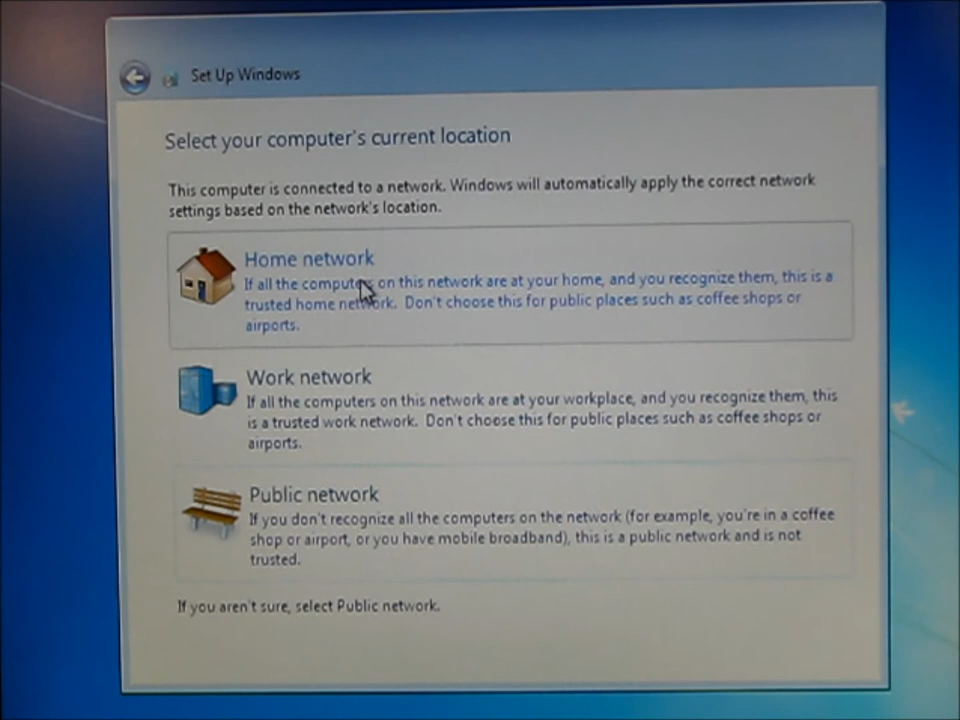 Set Up Windows
Select your computer's current location
This computer is connected to a network. Windows will automatically apply the correct network
settings based on the network's location.
Home network
If all the computers on this network are at your home, and you recognize them, this is a
trusted home network. Don't choose this for public places such as coffee shops or
airports.
Work network
If all the computers on this network are at your workplace, and you recognize them, this
is a trusted work network. Don't choose this for public places such as coffee shops or
airports.
Public network
If you don't recognize all the computers on the network (for example, you're in a coffee
shop or airport, or you have mobile broadband), this is a public network and is not
trusted.
If you aren't sure, select Public network.